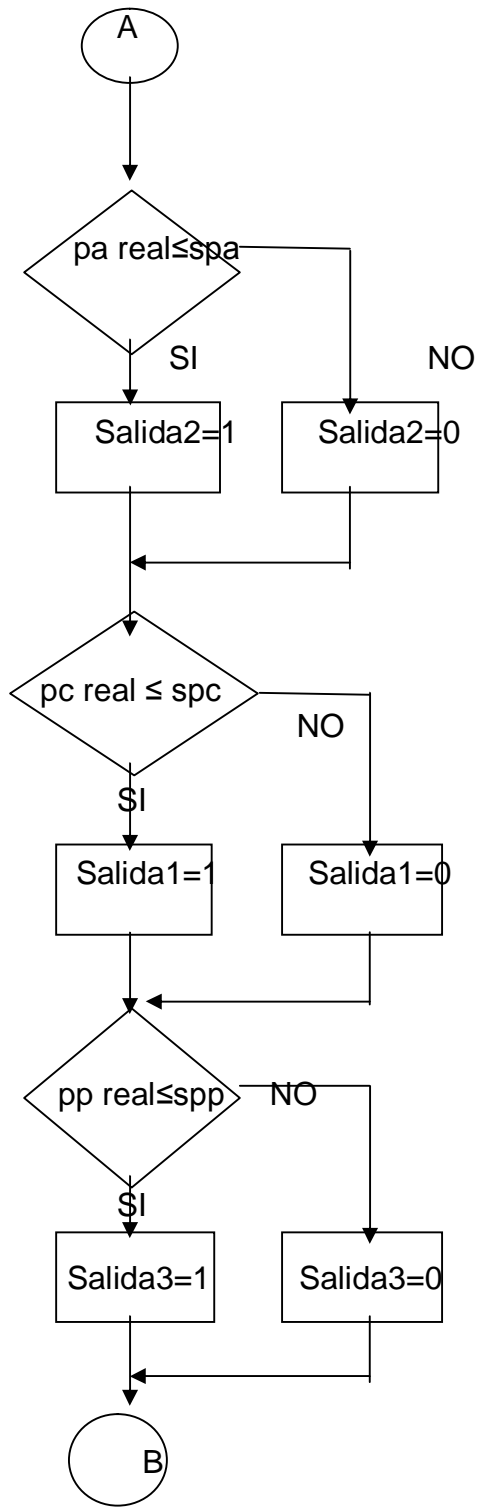 A
pa real≤spa
SI
NO
Salida2=1
Salida2=0
pc real ≤ spc
NO
SI
Salida1=1
Salida1=0
pp real≤spp
NO
SI
Salida3=1
Salida3=0
B